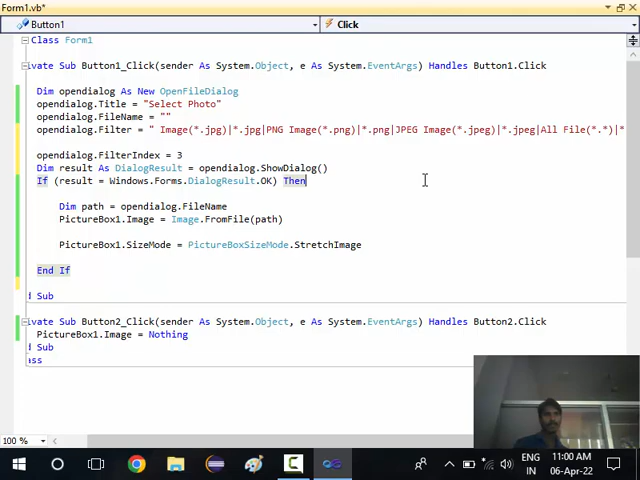 Form1.vb*
Button1
Click
Class Form1
ivate Sub Button1_Click(sender As System.Object, e As System.EventArgs) Handles Button1.Click
Dim opendialog As New OpenFileDialog
opendialog.Title = "Select Photo"
opendialog.FileName = ""
opendialog.Filter = " Image(*.jpg)|*.jpg|PNG Image(*.png)|*.png|JPEG Image(*.jpeg)|*.jpeg|All File(*.*)|*
opendialog.FilterIndex = 3
Dim result As DialogResult = opendialog.ShowDialog()
If (result = Windows.Forms.DialogResult.OK) Then
Dim path = opendialog.FileName
PictureBox1.Image = Image.FromFile(path)
PictureBox1.SizeMode = PictureBoxSizeMode.StretchImage
End If
Sub
ivate Sub Button2_Click(sender As System.Object, e As System.EventArgs) Handles Button2.Click
PictureBox1.Image = Nothing
Sub
ass
100 %
ENG
IN
11:00 AM
06-Apr-22